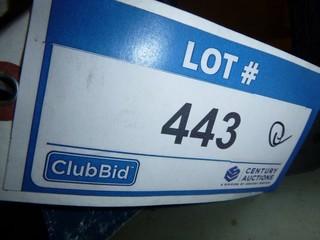 LOT #
443
ClubBid
CENTURY
AUCTIONS